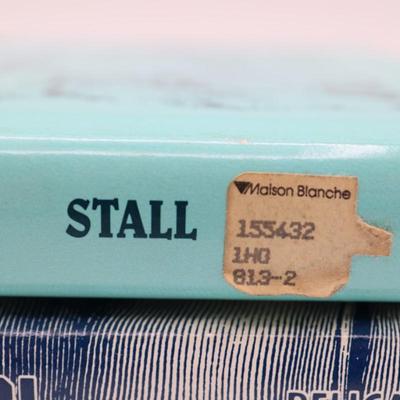 STALL
Maison Blanche
155432
1HO
813-2